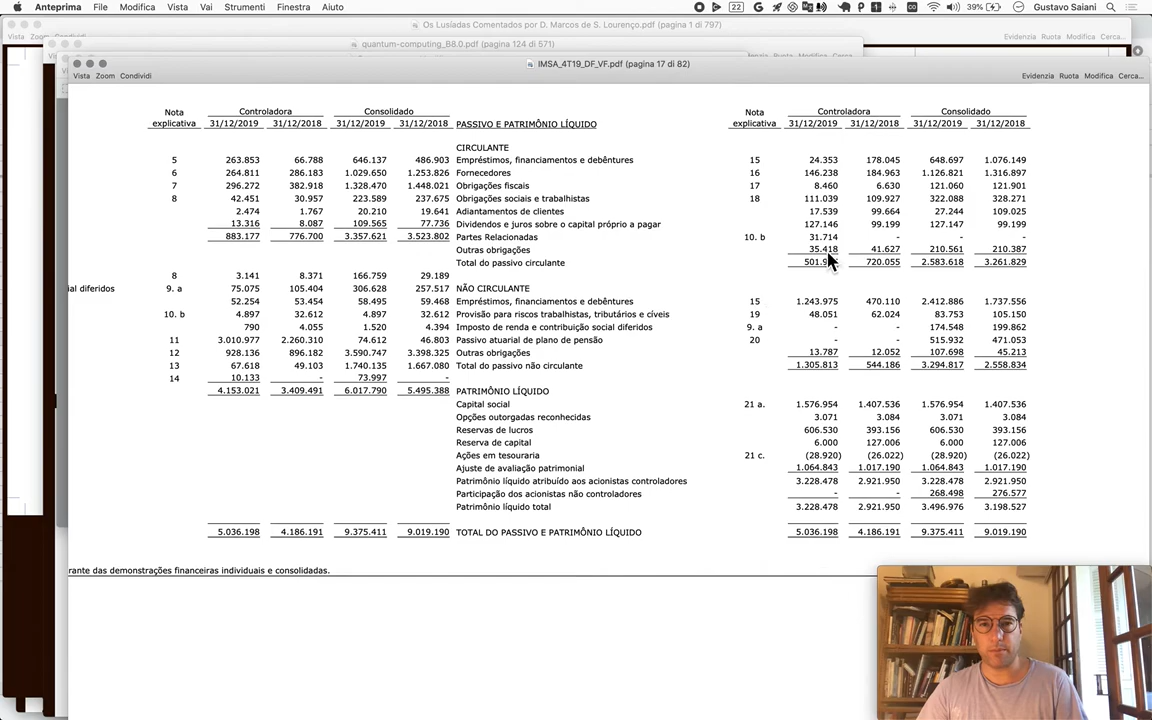 Anteprima File Modifica Vista Vai Strumenti Finestra Aiuto 22 39% Gustavo Saiani
Os Lusíadas Comentados por D. Marcos de S. Lourenço.pdf (pagina 1 di 797)
Vista Zoom Evidenzia Ruota Modifica Cerca...
quantum-computing_B8.0.pdf (pagina 124 di 571)
IMSA_4T19_DF_VF.pdf (pagina 17 di 82)
Vista Zoom Condividi Evidenzia Ruota Modifica Cerca...
Nota Controladora Consolidado Nota Controladora Consolidado
explicativa 31/12/2019 31/12/2018 31/12/2019 31/12/2018 PASSIVO E PATRIMÔNIO LÍQUIDO explicativa 31/12/2019 31/12/2018 31/12/2019 31/12/2018
CIRCULANTE
5 263.853 66.788 646.137 486.903 Empréstimos, financiamentos e debêntures 15 24.353 178.045 648.697 1.076.149
6 264.811 286.183 1.029.650 1.253.826 Fornecedores 16 146.238 184.963 1.126.821 1.316.897
7 296.272 382.918 1.328.470 1.448.021 Obrigações fiscais 17 8.460 6.630 121.060 121.901
8 42.451 30.957 223.589 237.675 Obrigações sociais e trabalhistas 18 111.039 109.927 322.088 328.271
2.474 1.767 20.210 19.641 Adiantamentos de clientes 17.539 99.664 27.244 109.025
13.316 8.087 109.565 77.736 Dividendos e juros sobre o capital próprio a pagar 127.146 99.199 127.147 99.199
883.177 776.700 3.357.621 3.523.802 Partes Relacionadas 10. b 31.714 - - -
Outras obrigações 35.418 41.627 210.561 210.387
Total do passivo circulante 720.055 2.583.618 3.261.829
8 3.141 8.371 166.759 29.189
ial diferidos 9. a 75.075 105.404 306.628 257.517 NÃO CIRCULANTE
52.254 53.454 58.495 59.468 Empréstimos, financiamentos e debêntures 15 1.243.975 470.110 2.412.886 1.737.556
10. b 4.897 32.612 4.897 32.612 Provisão para riscos trabalhistas, tributários e cíveis 19 48.051 62.024 83.753 105.150
790 4.055 1.520 4.394 Imposto de renda e contribuição social diferidos 9. a - - 174.548 199.862
11 3.010.977 2.260.310 74.612 46.803 Passivo atuarial de plano de pensão 20 - - 515.932 471.053
12 928.136 896.182 3.590.747 3.398.325 Outras obrigações 13.787 12.052 107.698 45.213
13 67.618 49.103 1.740.135 1.667.080 Total do passivo não circulante 1.305.813 544.186 3.294.817 2.558.834
14 10.133 - 73.997 -
4.153.021 3.409.491 6.017.790 5.495.388 PATRIMÔNIO LÍQUIDO
Capital social 21 a. 1.576.954 1.407.536 1.576.954 1.407.536
Opções outorgadas reconhecidas 3.071 3.084 3.071 3.084
Reservas de lucros 606.530 393.156 606.530 393.156
Reserva de capital 6.000 127.006 6.000 127.006
Ações em tesouraria 21 c. (28.920) (26.022) (28.920) (26.022)
Ajuste de avaliação patrimonial 1.064.843 1.017.190 1.064.843 1.017.190
Patrimônio líquido atribuído aos acionistas controladores 3.228.478 2.921.950 3.228.478 2.921.950
Participação dos acionistas não controladores - - 268.498 276.577
Patrimônio líquido total 3.228.478 2.921.950 3.496.976 3.198.527
5.036.198 4.186.191 9.375.411 9.019.190 TOTAL DO PASSIVO E PATRIMÔNIO LÍQUIDO 5.036.198 4.186.191 9.375.411 9.019.190
rante das demonstrações financeiras individuais e consolidadas.